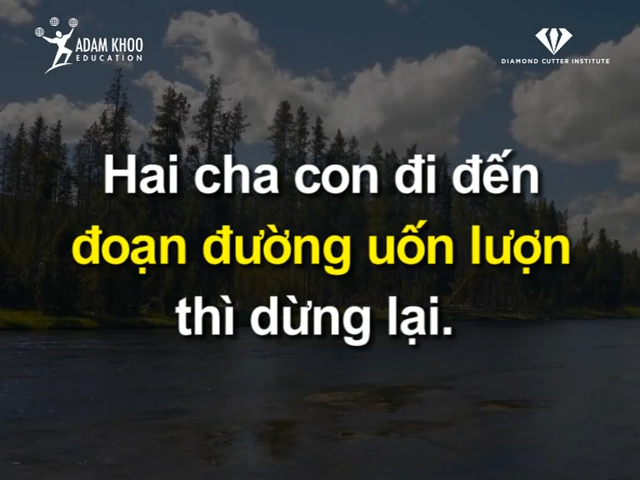 ADAM KHOO
EDUCATION
DIAMOND CUTTER INSTITUTE
Hai cha con đi đến
đoạn đường uốn lượn
thì dừng lại.